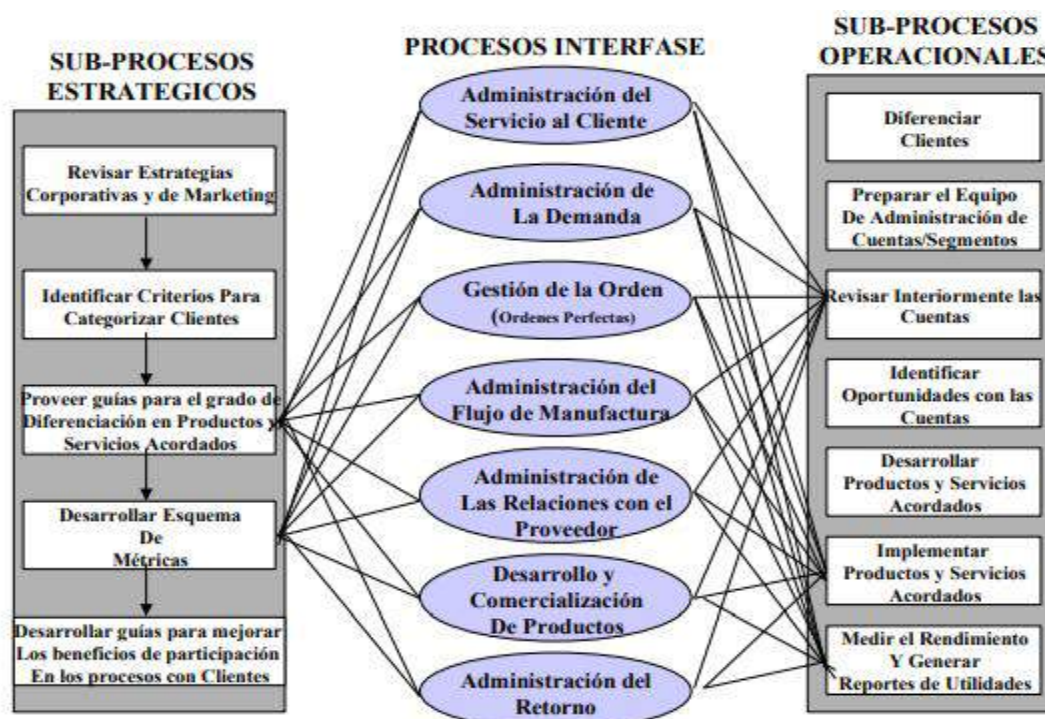 SUB-PROCESOS
ESTRATEGICOS
Revisar Estrategias
Corporativas y de Marketing
Identificar Criterios Para
Categorizar Clientes
Proveer guías para el grado de
Diferenciación en Productos y
Servicios Acordados
Desarrollar Esquema
De
Métricas
Desarrollar guías para mejorar
Los beneficios de participación
En los procesos con Clientes
PROCESOS INTERFASE
Administración del
Servicio al Cliente
Administración de
La Demanda
Gestión de la Orden
(Ordenes Perfectas)
Administración del
Flujo de Manufactura
Administración de
Las Relaciones con el
Proveedor
Desarrollo y
Comercialización
De Productos
Administración del
Retorno
SUB-PROCESOS
OPERACIONALES
Diferenciar
Clientes
Preparar el Equipo
De Administración de
Cuentas/Segmentos
Revisar Interiormente las
Cuentas
Identificar
Oportunidades con las
Cuentas
Desarrollar
Productos y Servicios
Acordados
Implementar
Productos y Servicios
Acordados
Medir el Rendimiento
Y Generar
Reportes de Utilidades